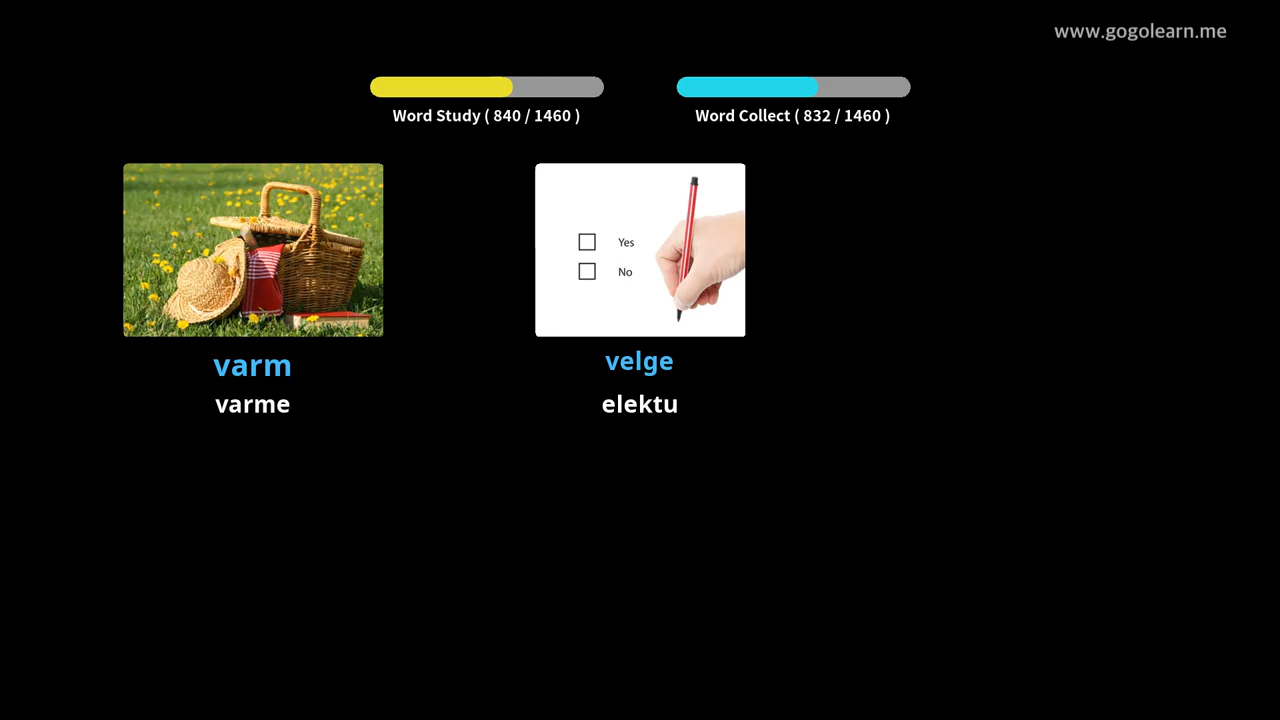 www.gogolearn.me
Word Study ( 840 / 1460 )
Word Collect ( 832 / 1460 )
Yes
No
varm
varme
velge
elektu